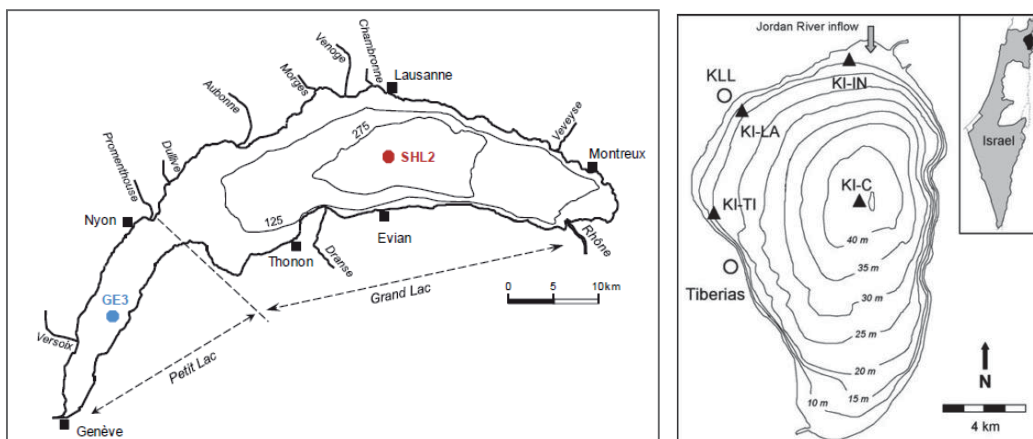 Venoge
Chambronne
Morges
Lausanne
Aubonne
275
SHL2
Veveyse
Dullive
Promenthouse
Montreux
125
Nyon
Evian
Rhône
Thonon
Dranse
Grand Lac
0 5 10km
GE3
Versoix
Petit Lac
Genève
Jordan River inflow
KLL
KI-IN
KI-LA
Israel
KI-C
KI-TI
40 m
Tiberias
35 m
30 m
25 m
N
20 m
15 m
10 m
4 km